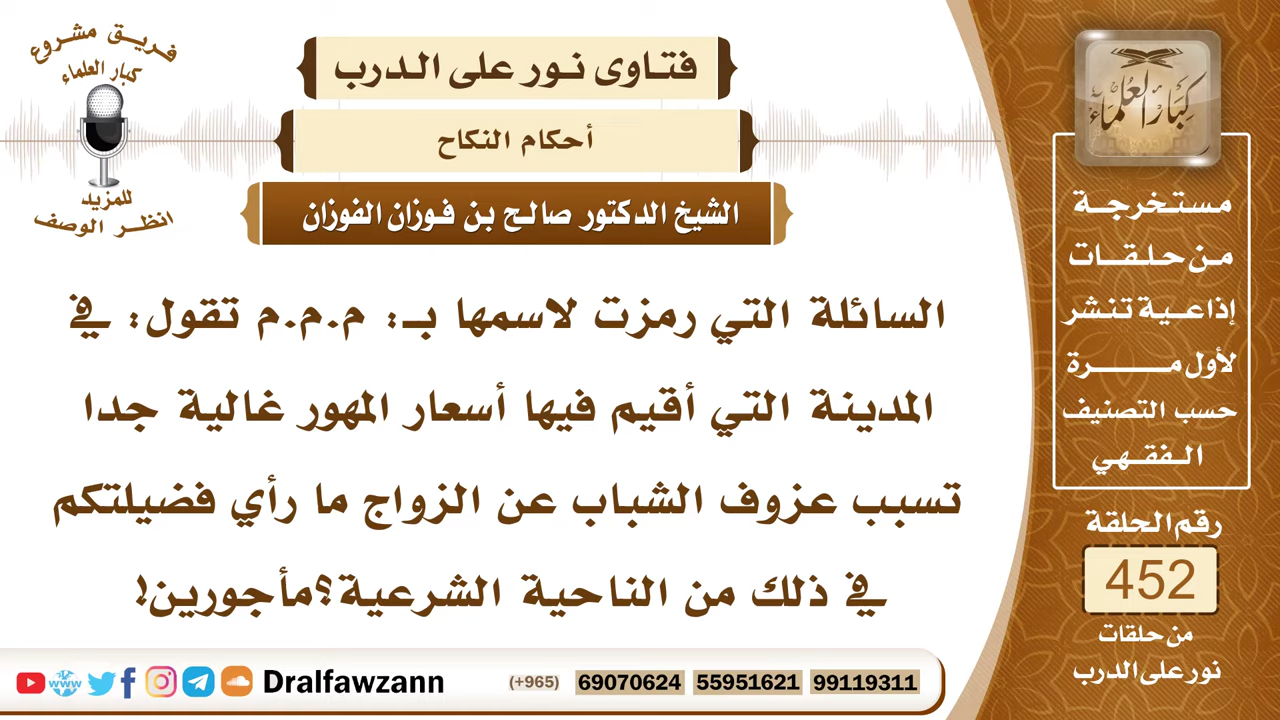 فريق مشروع
كبار العلماء
للمزيد
انظر الوصف
فتاوى نور على الدرب
أحكام النكاح
الشيخ الدكتور صالح بن فوزان الفوزان
السائلة التي رمزت لاسمها بـ: م.م.م تقول: في
المدينة التي أقيم فيها أسعار المهور غالية جدا
تسبب عزوف الشباب عن الزواج ما رأي فضيلتكم
في ذلك من الناحية الشرعية؟مأجورين!
كبار العلماء
مستخرجة
من حلقات
إذاعية تنشر
لأول مرة
حسب التصنيف
الفقهي
رقم الحلقة
452
من حلقات
نور على الدرب
www Dralfawzann (+965) 69070624 55951621 99119311